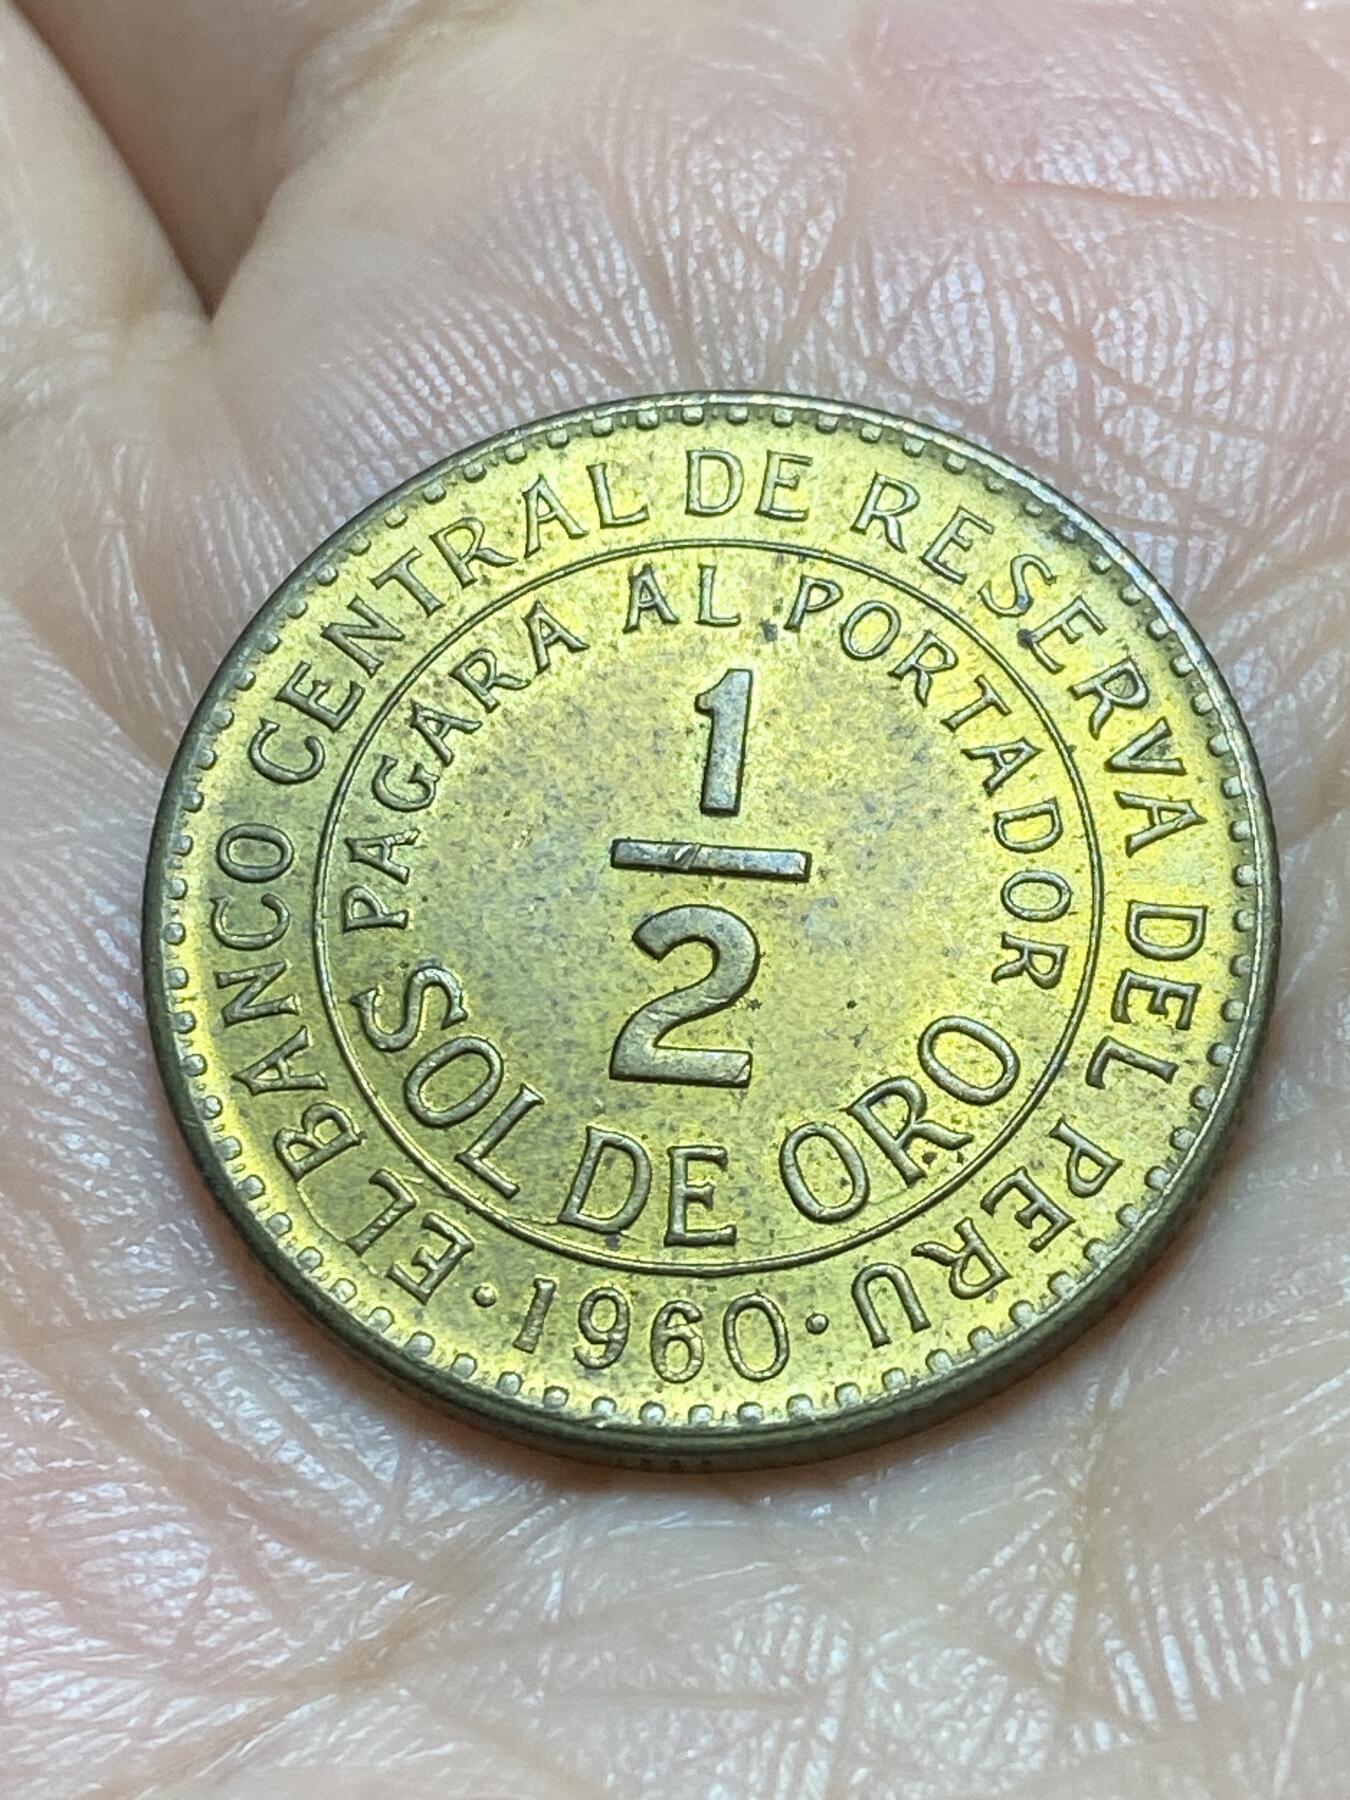 EL BANCO CENTRAL DE RESERVA DEL PERU
PAGARA AL PORTADOR
1
2
SOL DE ORO
·1960·